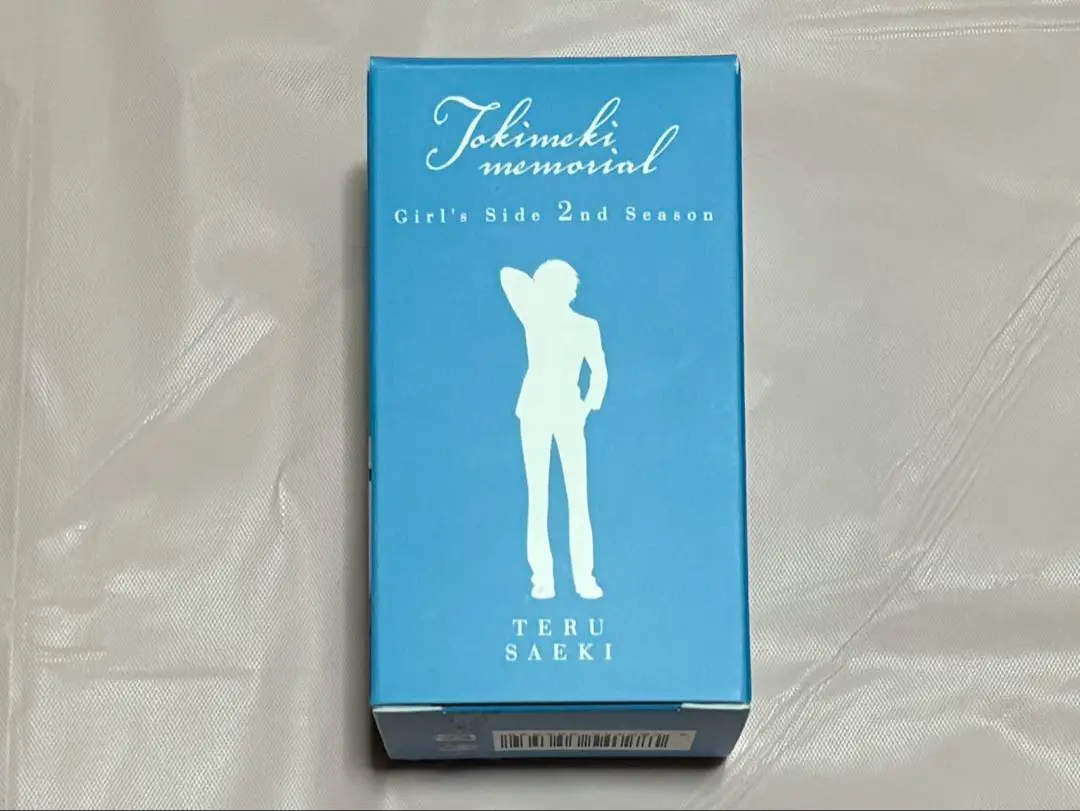 Tokimeki
memorial
Girl's Side 2nd Season
TERU
SAEKI